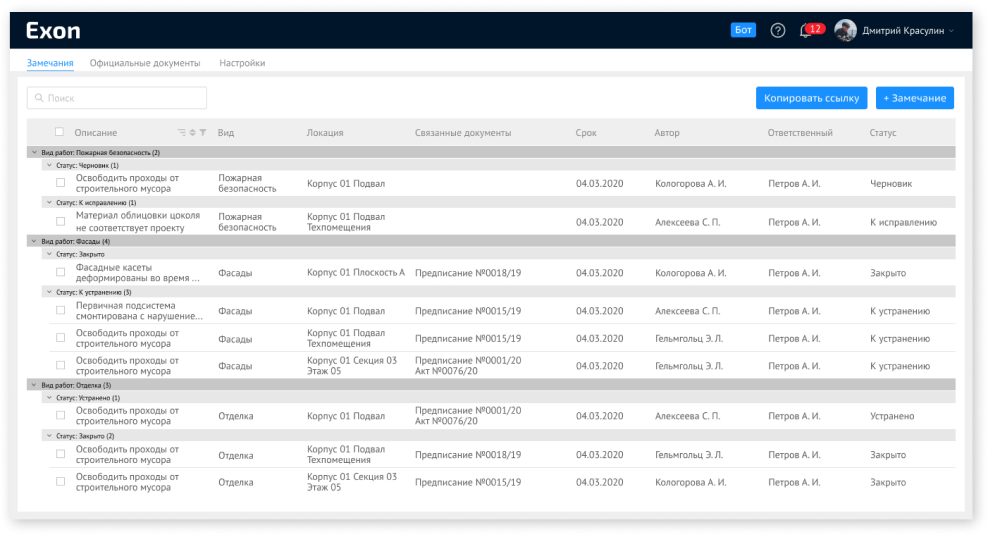 Exon
Бот
12
Дмитрий Красулин
Замечания Официальные документы Настройки
Поиск
Копировать ссылку
+ Замечание
Описание Вид Локация Связанные документы Срок Автор Ответственный Статус
Вид работ: Пожарная безопасность (2)
Статус: Черновик (1)
Освободить проходы от строительного мусора Пожарная безопасность Корпус 01 Подвал 04.03.2020 Кологорова А. И. Петров А. И. Черновик
Статус: К исправлению (1)
Материал облицовки цоколя не соответствует проекту Пожарная безопасность Корпус 01 Подвал Техпомещения 04.03.2020 Алексеева С. П. Петров А. И. К исправлению
Вид работ: Фасады (4)
Статус: Закрыто
Фасадные касеты деформированы во время ... Фасады Корпус 01 Плоскость А Предписание №0018/19 04.03.2020 Кологорова А. И. Петров А. И. Закрыто
Статус: К устранению (3)
Первичная подсистема смонтирована с нарушение... Фасады Корпус 01 Подвал Предписание №0015/19 04.03.2020 Алексеева С. П. Петров А. И. К устранению
Освободить проходы от строительного мусора Фасады Корпус 01 Подвал Техпомещения Предписание №0015/19 04.03.2020 Гельмгольц Э. Л. Петров А. И. К устранению
Освободить проходы от строительного мусора Фасады Корпус 01 Секция 03 Этаж 05 Предписание №0001/20 Акт №0076/20 04.03.2020 Гельмгольц Э. Л. Петров А. И. К устранению
Вид работ: Отделка (3)
Статус: Устранено (1)
Освободить проходы от строительного мусора Отделка Корпус 01 Подвал Предписание №0001/20 Акт №0076/20 04.03.2020 Алексеева С. П. Петров А. И. Устранено
Статус: Закрыто (2)
Освободить проходы от строительного мусора Отделка Корпус 01 Подвал Техпомещения Предписание №0018/19 04.03.2020 Гельмгольц Э. Л. Петров А. И. Закрыто
Освободить проходы от строительного мусора Отделка Корпус 01 Секция 03 Этаж 05 Предписание №0015/19 04.03.2020 Кологорова А. И. Петров А. И. Закрыто